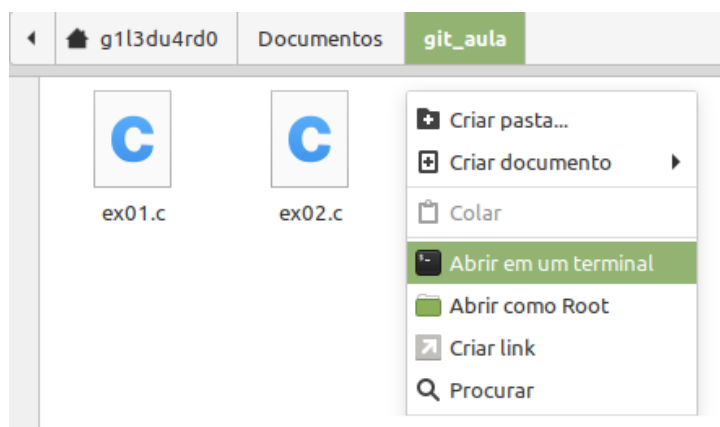 g1l3du4rd0 Documentos git_aula
Criar pasta...
Criar documento
ex01.c ex02.c Colar
Abrir em um terminal
Abrir como Root
Criar link
Procurar